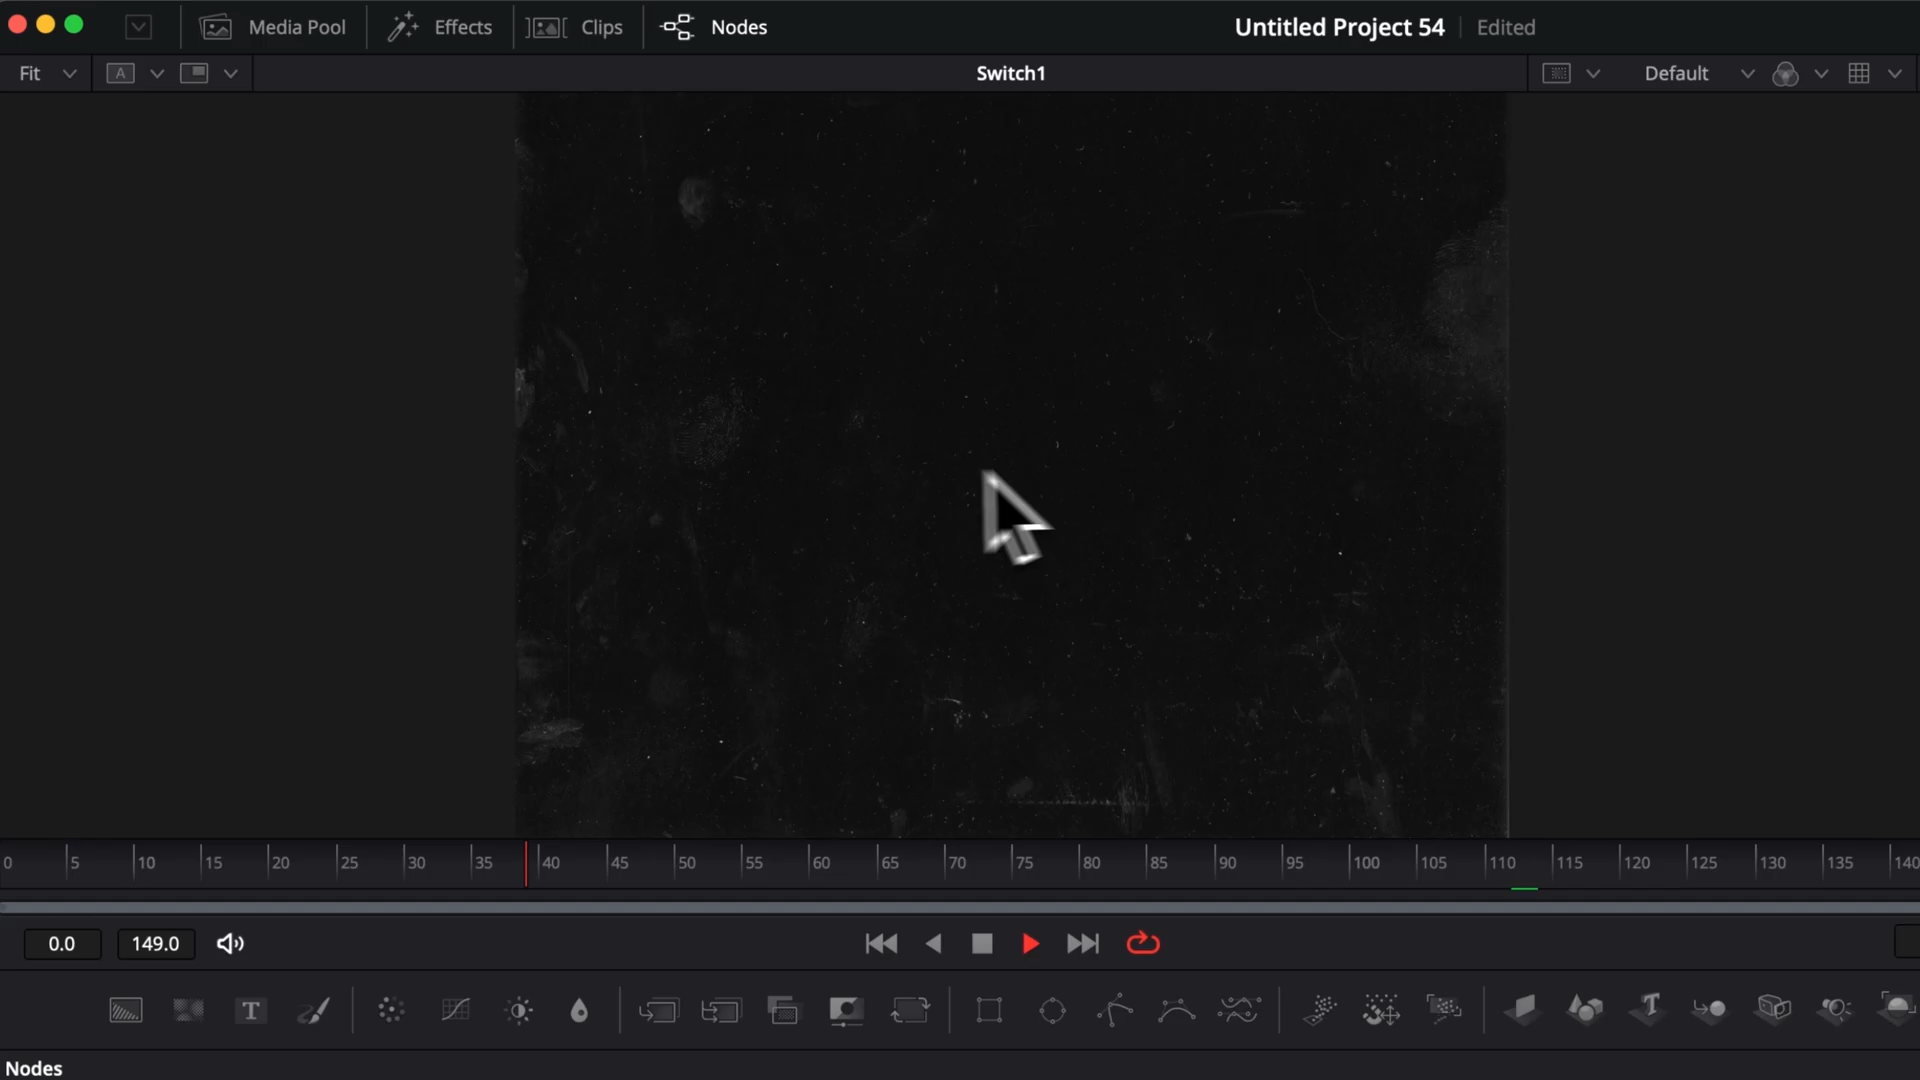 Media Pool Effects Clips Nodes Untitled Project 54 Edited
Fit A Switch1 Default
0 5 10 15 20 25 30 35 40 45 50 55 60 65 70 75 80 85 90 95 100 105 110 115 120 125 130 135 140
0.0 149.0
T T
Nodes